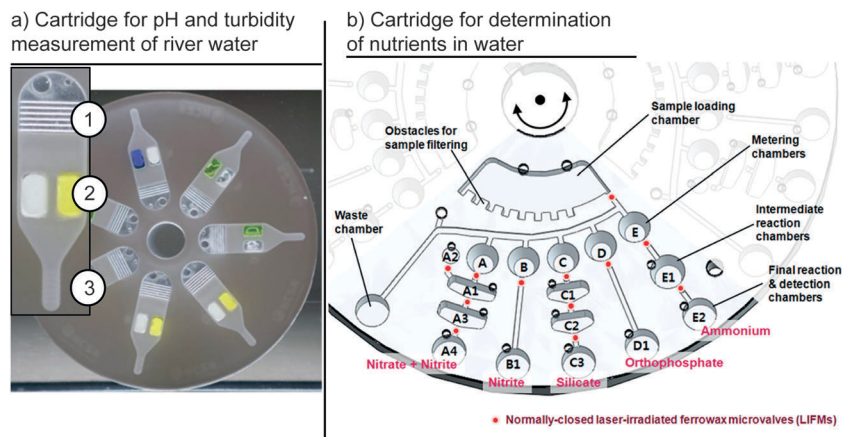 a) Cartridge for pH and turbidity
measurement of river water
1
2
3
b) Cartridge for determination
of nutrients in water
Obstacles for
sample filtering
Sample loading
chamber
Metering
chambers
Intermediate
reaction
chambers
Final reaction
& detection
chambers
Waste
chamber
A2
A
B
C
D
E
A1
C1
E1
A3
C2
E2
A4
B1
C3
D1
Ammonium
Orthophosphate
Nitrate + Nitrite
Nitrite
Silicate
Normally-closed laser-irradiated ferrowax microvalves (LIFMs)